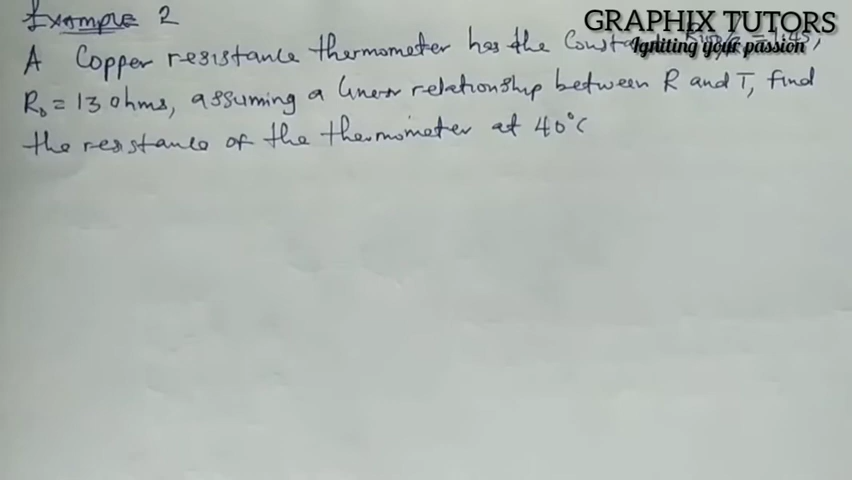 Example 2
GRAPHIX TUTORS
Igniting your passion
A Copper resistance thermometer has the
R₀ = 13 ohms, assuming a linear relationship between R and T, find
the resistance of the thermometer at 40°C